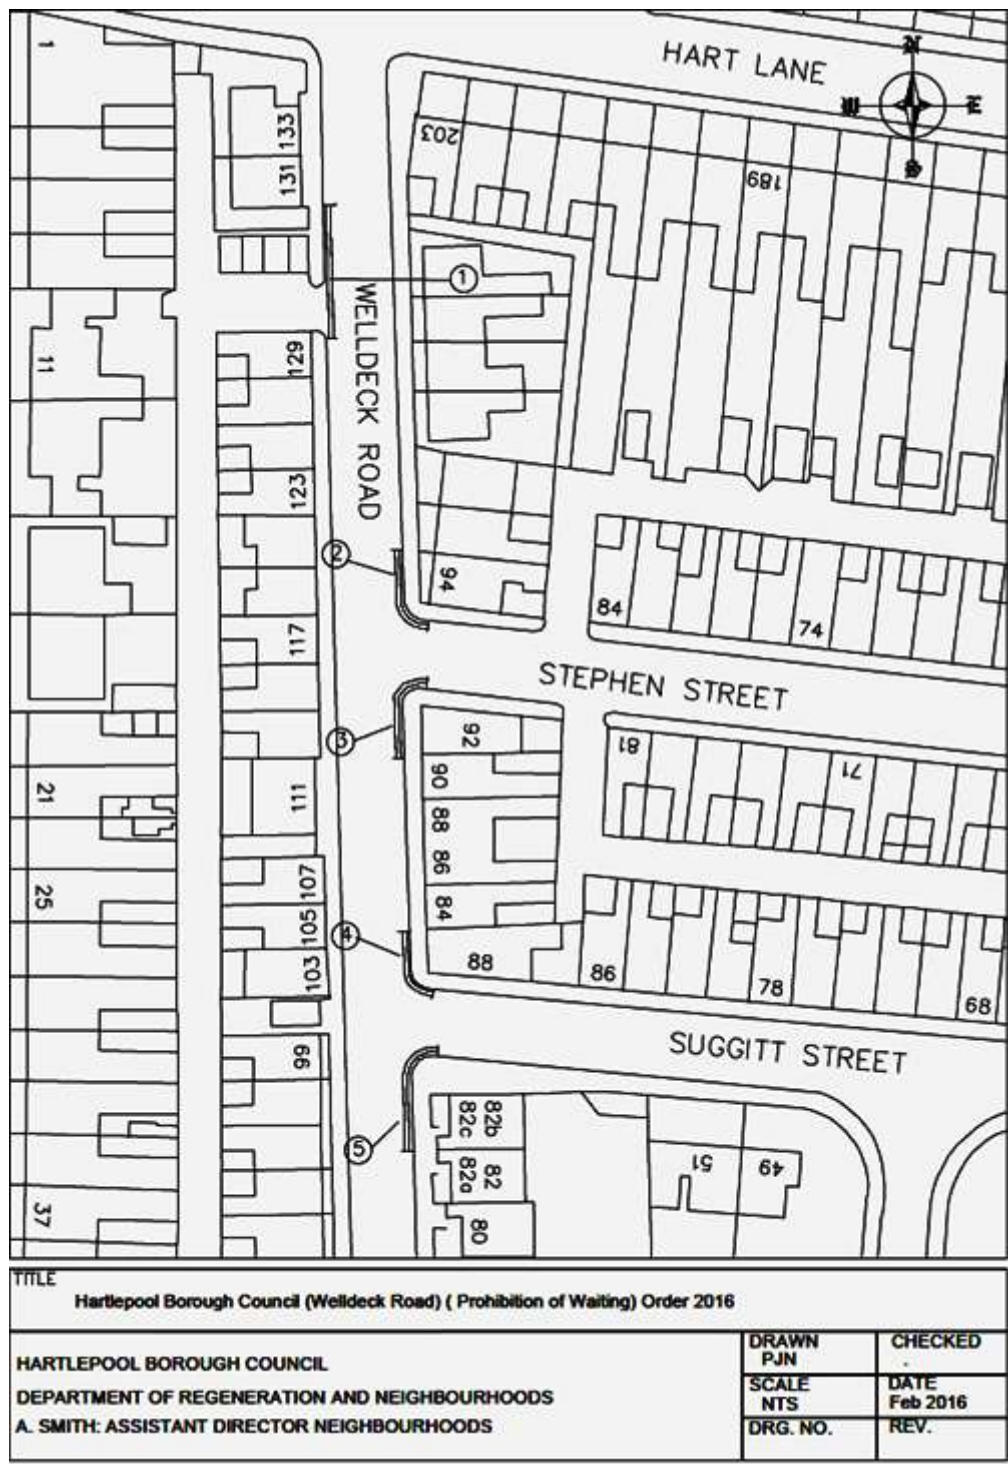 HART LANE
N
W
E
S
1
133
131
203
189
1
WELLDECK ROAD
11
129
123
2
94
84
74
117
STEPHEN STREET
3
92
81
71
90
21
111
88
86
25
107
84
105
4
103
88
86
78
68
SUGGITT STREET
99
5
82c
82b
82a
82
51
49
37
80
TITLE
Hartlepool Borough Council (Welldeck Road) ( Prohibition of Waiting) Order 2016
HARTLEPOOL BOROUGH COUNCIL
DEPARTMENT OF REGENERATION AND NEIGHBOURHOODS
A. SMITH: ASSISTANT DIRECTOR NEIGHBOURHOODS
DRAWN
PJN
CHECKED
.
SCALE
NTS
DATE
Feb 2016
DRG. NO.
REV.